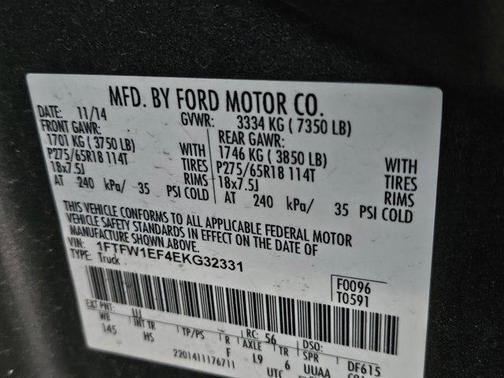 MFD. BY FORD MOTOR CO.
DATE: 11/14 GVWR: 3334 KG ( 7350 LB)
FRONT GAWR: REAR GAWR:
1701 KG ( 3750 LB) WITH 1746 KG ( 3850 LB) WITH
P275/65R18 114T TIRES P275/65R18 114T TIRES
18x7.5J RIMS 18x7.5J RIMS
AT 240 kPa/ 35 PSI COLD AT 240 kPa/ 35 PSI COLD
THIS VEHICLE CONFORMS TO ALL APPLICABLE FEDERAL MOTOR
VEHICLE SAFETY STANDARDS IN EFFECT ON THE DATE OF
MANUFACTURE SHOWN ABOVE.
VIN: 1FTFW1EF4EKG32331
TYPE: Truck
F0096
T0591
EXT PNT: UJ RC: 56 DSO:
WB INT TR TP/PS R AXLE TR SPR DF615
145 HS F L9 6 UUAA
2201411176711 UTC